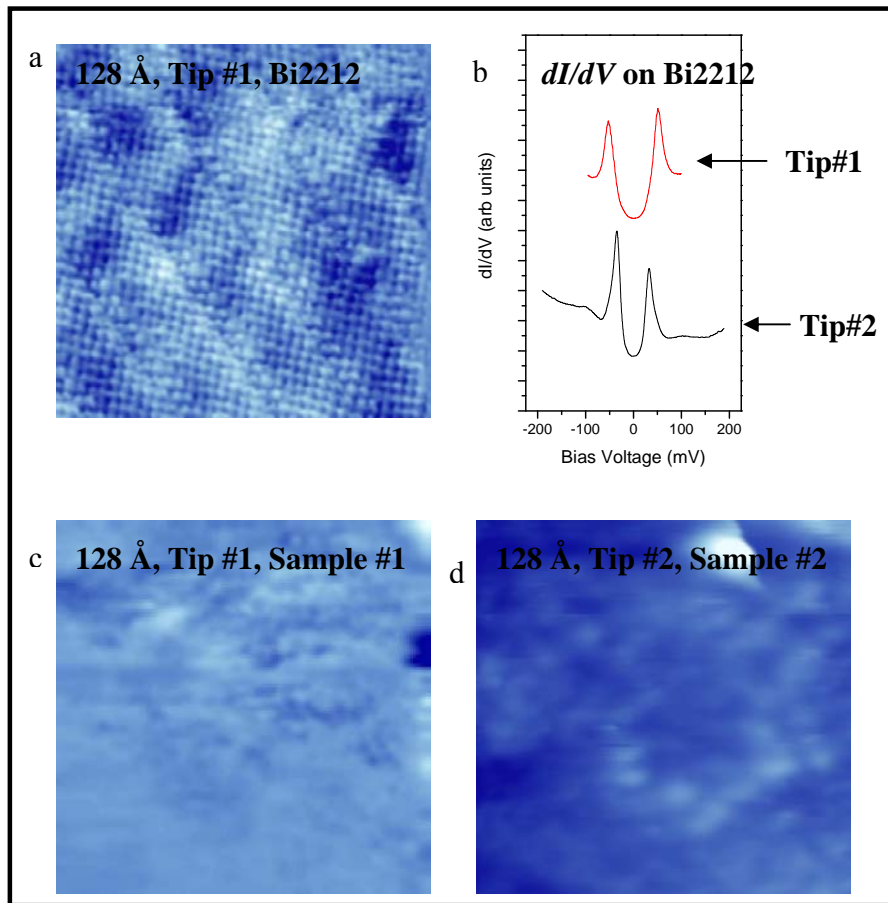 a
128 Å, Tip #1, Bi2212
b
dI/dV on Bi2212
Tip#1
Tip#2
dI/dV (arb units)
-200 -100 0 100 200
Bias Voltage (mV)
c
128 Å, Tip #1, Sample #1
d
128 Å, Tip #2, Sample #2